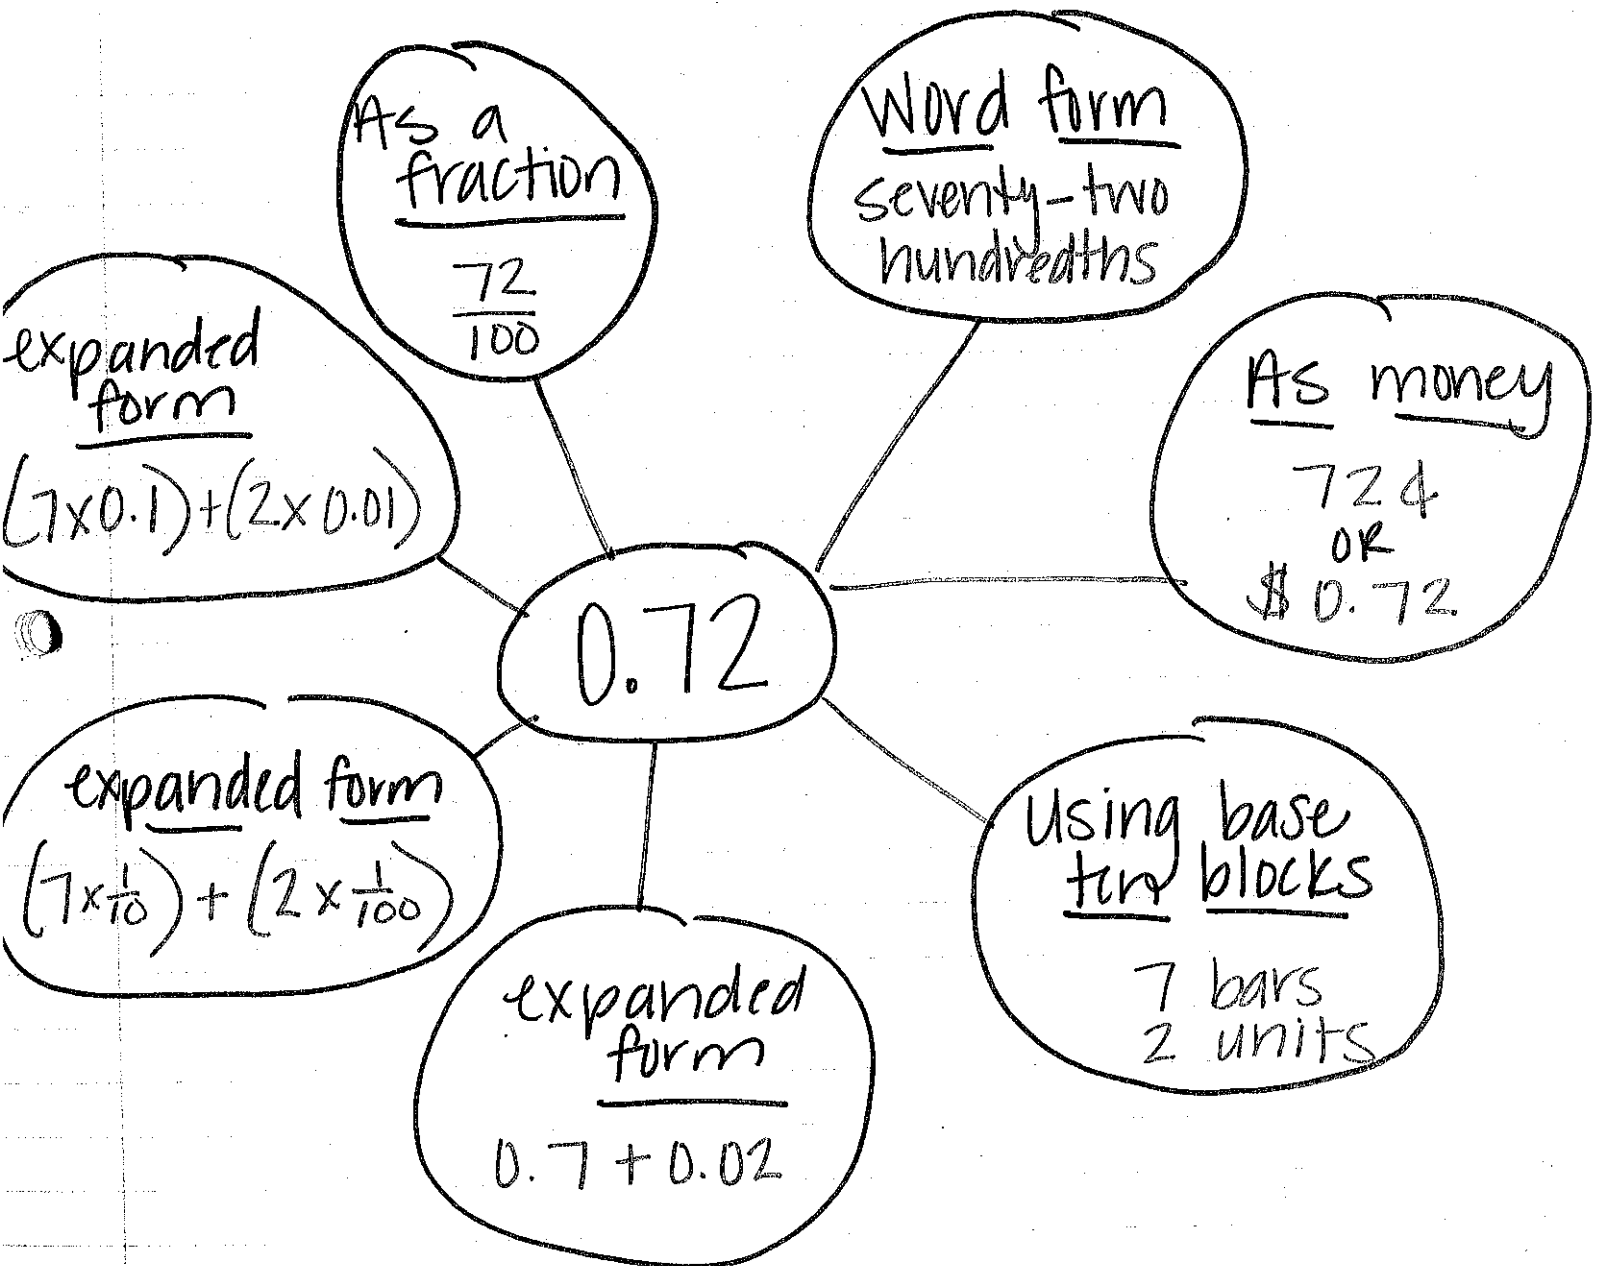 As a
fraction
72
100
Word form
seventy-two
hundredths
expanded
form
(7x0.1)+(2x0.01)
As money
72¢
OR
$0.72
0.72
expanded form
(7x1/10) + (2x1/100)
Using base
ten blocks
7 bars
2 units
expanded
form
0.7+0.02